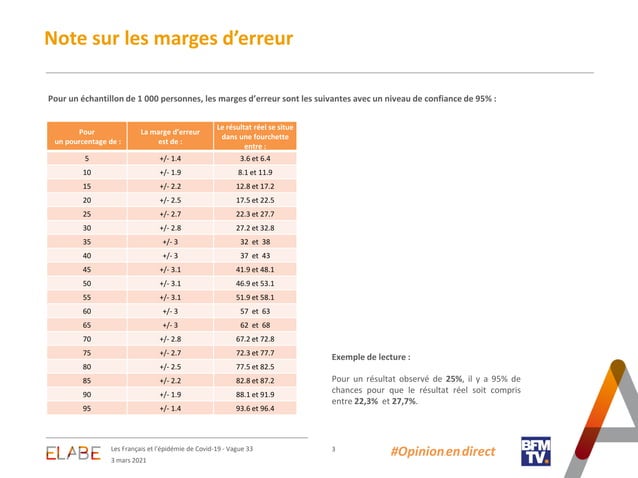 Note sur les marges d’erreur
Pour un échantillon de 1 000 personnes, les marges d’erreur sont les suivantes avec un niveau de confiance de 95% :
Pour
un pourcentage de :
La marge d’erreur
est de :
Le résultat réel se situe
dans une fourchette
entre :
5 +/- 1.4 3.6 et 6.4
10 +/- 1.9 8.1 et 11.9
15 +/- 2.2 12.8 et 17.2
20 +/- 2.5 17.5 et 22.5
25 +/- 2.7 22.3 et 27.7
30 +/- 2.8 27.2 et 32.8
35 +/- 3 32 et 38
40 +/- 3 37 et 43
45 +/- 3.1 41.9 et 48.1
50 +/- 3.1 46.9 et 53.1
55 +/- 3.1 51.9 et 58.1
60 +/- 3 57 et 63
65 +/- 3 62 et 68
70 +/- 2.8 67.2 et 72.8
75 +/- 2.7 72.3 et 77.7
80 +/- 2.5 77.5 et 82.5
85 +/- 2.2 82.8 et 87.2
90 +/- 1.9 88.1 et 91.9
95 +/- 1.4 93.6 et 96.4
Exemple de lecture :
Pour un résultat observé de 25%, il y a 95% de
chances pour que le résultat réel soit compris
entre 22,3% et 27,7%.
ELABE
Les Français et l'épidémie de Covid-19 - Vague 33
3 mars 2021
3
#Opinion en direct
BFM
TV.